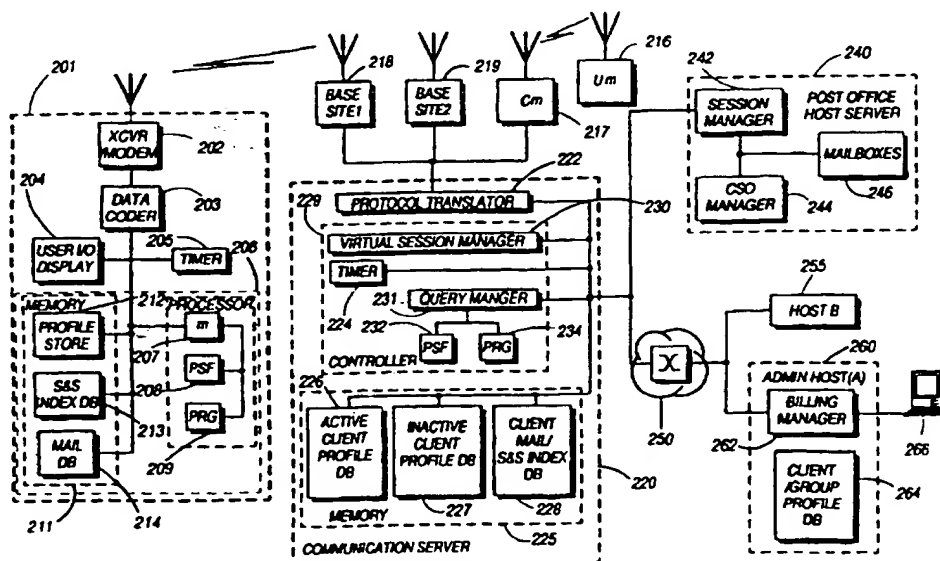 201
XCVR
/MODEM
202
DATA
CODER
203
204
USER I/O
DISPLAY
205
TIMER
206
MEMORY
212
PROFILE
STORE
PROCESSOR
m
207
S&S
INDEX DB
208
PSF
213
PRG
209
MAIL
DB
211
214
218
BASE
SITE1
219
BASE
SITE2
Cm
217
216
Um
222
PROTOCOL TRANSLATOR
229
230
VIRTUAL SESSION MANAGER
TIMER
224
231
QUERY MANGER
232
PSF
PRG
234
CONTROLLER
226
ACTIVE
CLIENT
PROFILE
DB
INACTIVE
CLIENT
PROFILE DB
CLIENT
MAIL/
S&S INDEX
DB
MEMORY
227
228
220
225
COMMUNICATION SERVER
242
240
SESSION
MANAGER
POST OFFICE
HOST SERVER
MAILBOXES
246
CSO MANAGER
244
255
HOST B
250
260
ADMIN HOST(A)
BILLING
MANAGER
262
266
CLIENT
/GROUP
PROFILE
DB
264